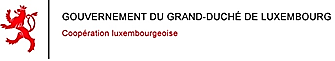 GOUVERNEMENT DU GRAND-DUCHÉ DE LUXEMBOURG
Coopération luxembourgeoise